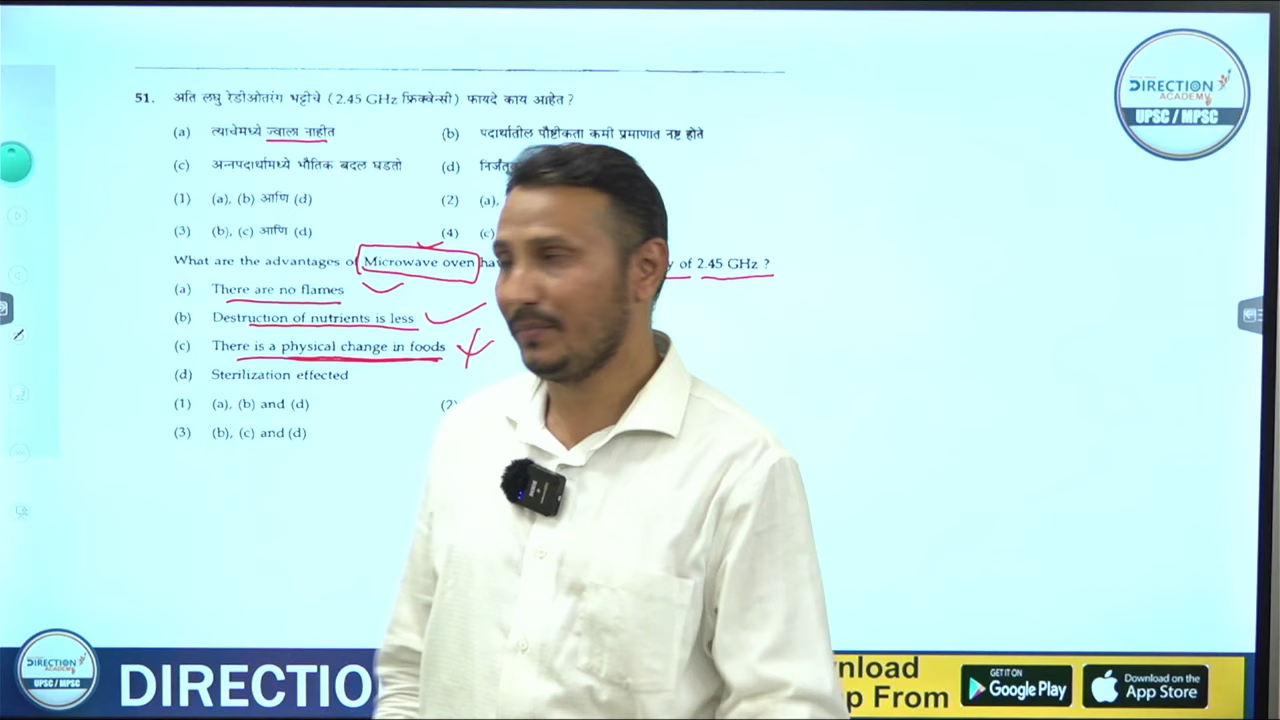 51. अति लघु रेडीओतरंग भट्टीचे (2.45 GHz फ्रिक्वेन्सी) फायदे काय आहेत ?
(a) त्याचेमध्ये ज्वाला नाहीत (b) पदार्थातील पौष्टीकता कमी प्रमाणात नष्ट होते
(c) अन्नपदार्थामध्ये भौतिक बदल घडतो (d)
(1) (a), (b) आणि (d) (2) (a),
(3) (b), (c) आणि (d) (4) (c)
What are the advantages of Microwave oven of 2.45 GHz ?
(a) There are no flames
(b) Destruction of nutrients is less
(c) There is a physical change in foods
(d) Sterilization effected
(1) (a), (b) and (d) (2)
(3) (b), (c) and (d)
DIRECTION
ACADEMY
UPSC / MPSC
DIRECTION
ACADEMY
UPSC / MPSC
DIRECTIO
From
GET IT ON
Google Play
Download on the
App Store